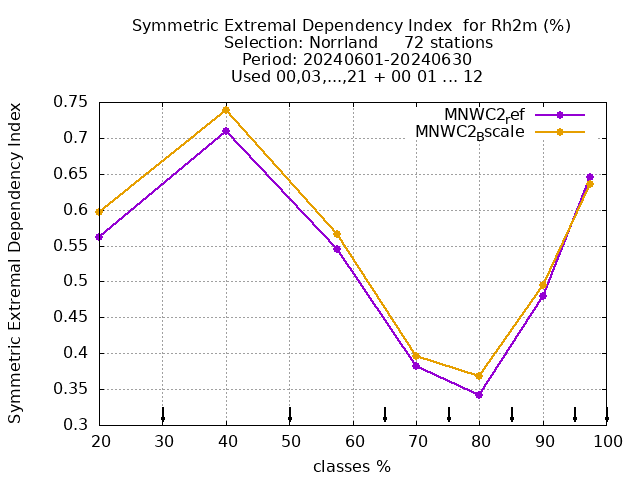 Symmetric Extremal Dependency Index  for Rh2m (%)
Selection: Norrland     72 stations
Period: 20240601-20240630
Used 00,03,...,21 + 00 01 ... 12
MNWC2ref
MNWC2Bscale
Symmetric Extremal Dependency Index
0.75
0.7
0.65
0.6
0.55
0.5
0.45
0.4
0.35
0.3
20 30 40 50 60 70 80 90 100
classes %